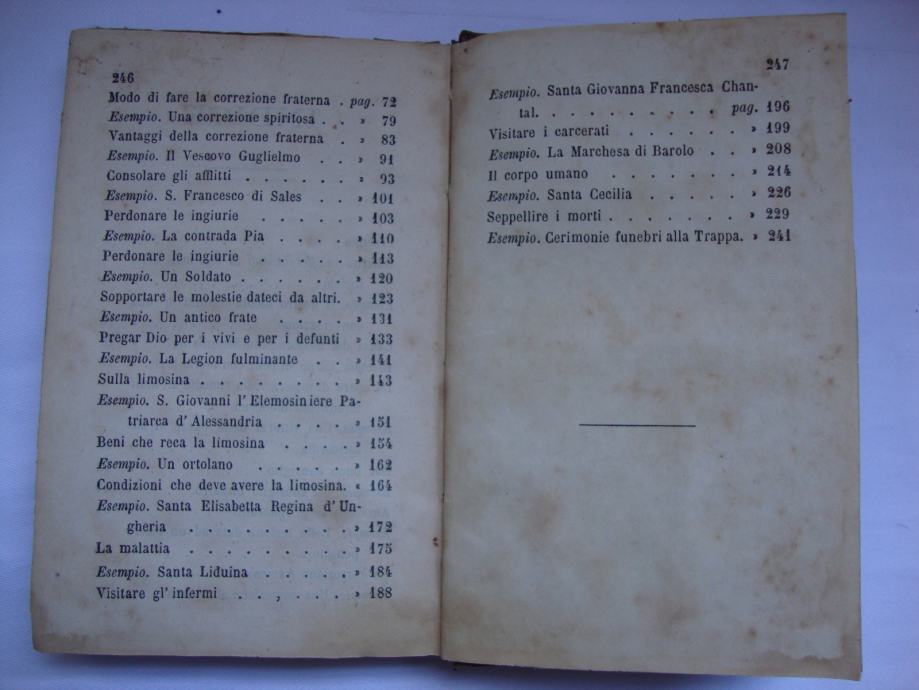 246
Modo di fare la correzione fraterna . pag. 72
Esempio. Una correzione spiritosa . . » 79
Vantaggi della correzione fraterna . » 83
Esempio. Il Vescovo Guglielmo . . » 91
Consolare gli afflitti . . . . . . . » 93
Esempio. S. Francesco di Sales . . . » 101
Perdonare le ingiurie . . . . . » 103
Esempio. La contrada Pia . . . . » 110
Perdonare le ingiurie . . . . . » 113
Esempio. Un Soldato . . . . . . » 120
Sopportare le molestie dateci da altri. » 123
Esempio. Un antico frate . . . . » 131
Pregar Dio per i vivi e per i defunti » 133
Esempio. La Legion fulminante . . » 141
Sulla limosina . . . . . . . . » 143
Esempio. S. Giovanni l'Elemosiniere Pa-
triarca d'Alessandria . . . . » 151
Beni che reca la limosina . . . . » 154
Esempio. Un ortolano . . . . . » 162
Condizioni che deve avere la limosina. « 164
Esempio. Santa Elisabetta Regina d'Un-
gheria . . . . . . . . » 172
La malattia . . . . . . . . » 175
Esempio. Santa Liduina . . . . . » 184
Visitare gl'infermi . . , . . . » 188
247
Esempio. Santa Giovanna Francesca Chan-
tal. . . . . . . . . . pag. 196
Visitare i carcerati . . . . . . » 199
Esempio. La Marchesa di Barolo . . » 208
Il corpo umano . . . . . . . » 214
Esempio. Santa Cecilia . . . . . » 226
Seppellire i morti . . . . . . . » 229
Esempio. Cerimonie funebri alla Trappa. » 241